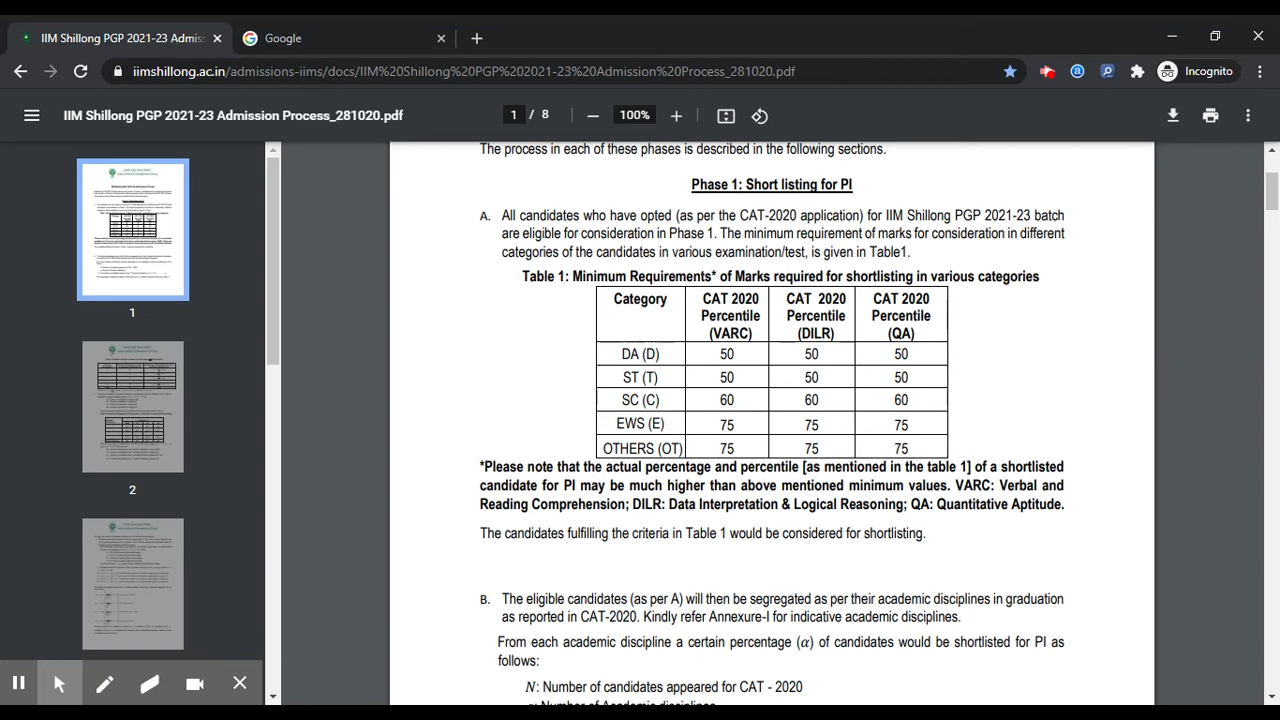 IIM Shillong PGP 2021-23 Admis
Google
iimshillong.ac.in/admissions-iims/docs/IIM%20Shillong%20PGP%202021-23%20Admission%20Process_281020.pdf
Incognito
IIM Shillong PGP 2021-23 Admission Process_281020.pdf
1 / 8
100%
1
2
The process in each of these phases is described in the following sections.
Phase 1: Short listing for PI
A. All candidates who have opted (as per the CAT-2020 application) for IIM Shillong PGP 2021-23 batch
are eligible for consideration in Phase 1. The minimum requirement of marks for consideration in different
categories of the candidates in various examination/test, is given in Table1.
Table 1: Minimum Requirements* of Marks required for shortlisting in various categories
Category CAT 2020 Percentile (VARC) CAT 2020 Percentile (DILR) CAT 2020 Percentile (QA)
DA (D) 50 50 50
ST (T) 50 50 50
SC (C) 60 60 60
EWS (E) 75 75 75
OTHERS (OT) 75 75 75
*Please note that the actual percentage and percentile [as mentioned in the table 1] of a shortlisted
candidate for PI may be much higher than above mentioned minimum values. VARC: Verbal and
Reading Comprehension; DILR: Data Interpretation & Logical Reasoning; QA: Quantitative Aptitude.
The candidates fulfilling the criteria in Table 1 would be considered for shortlisting.
B. The eligible candidates (as per A) will then be segregated as per their academic disciplines in graduation
as reported in CAT-2020. Kindly refer Annexure-I for indicative academic disciplines.
From each academic discipline a certain percentage (α) of candidates would be shortlisted for PI as
follows:
N: Number of candidates appeared for CAT - 2020